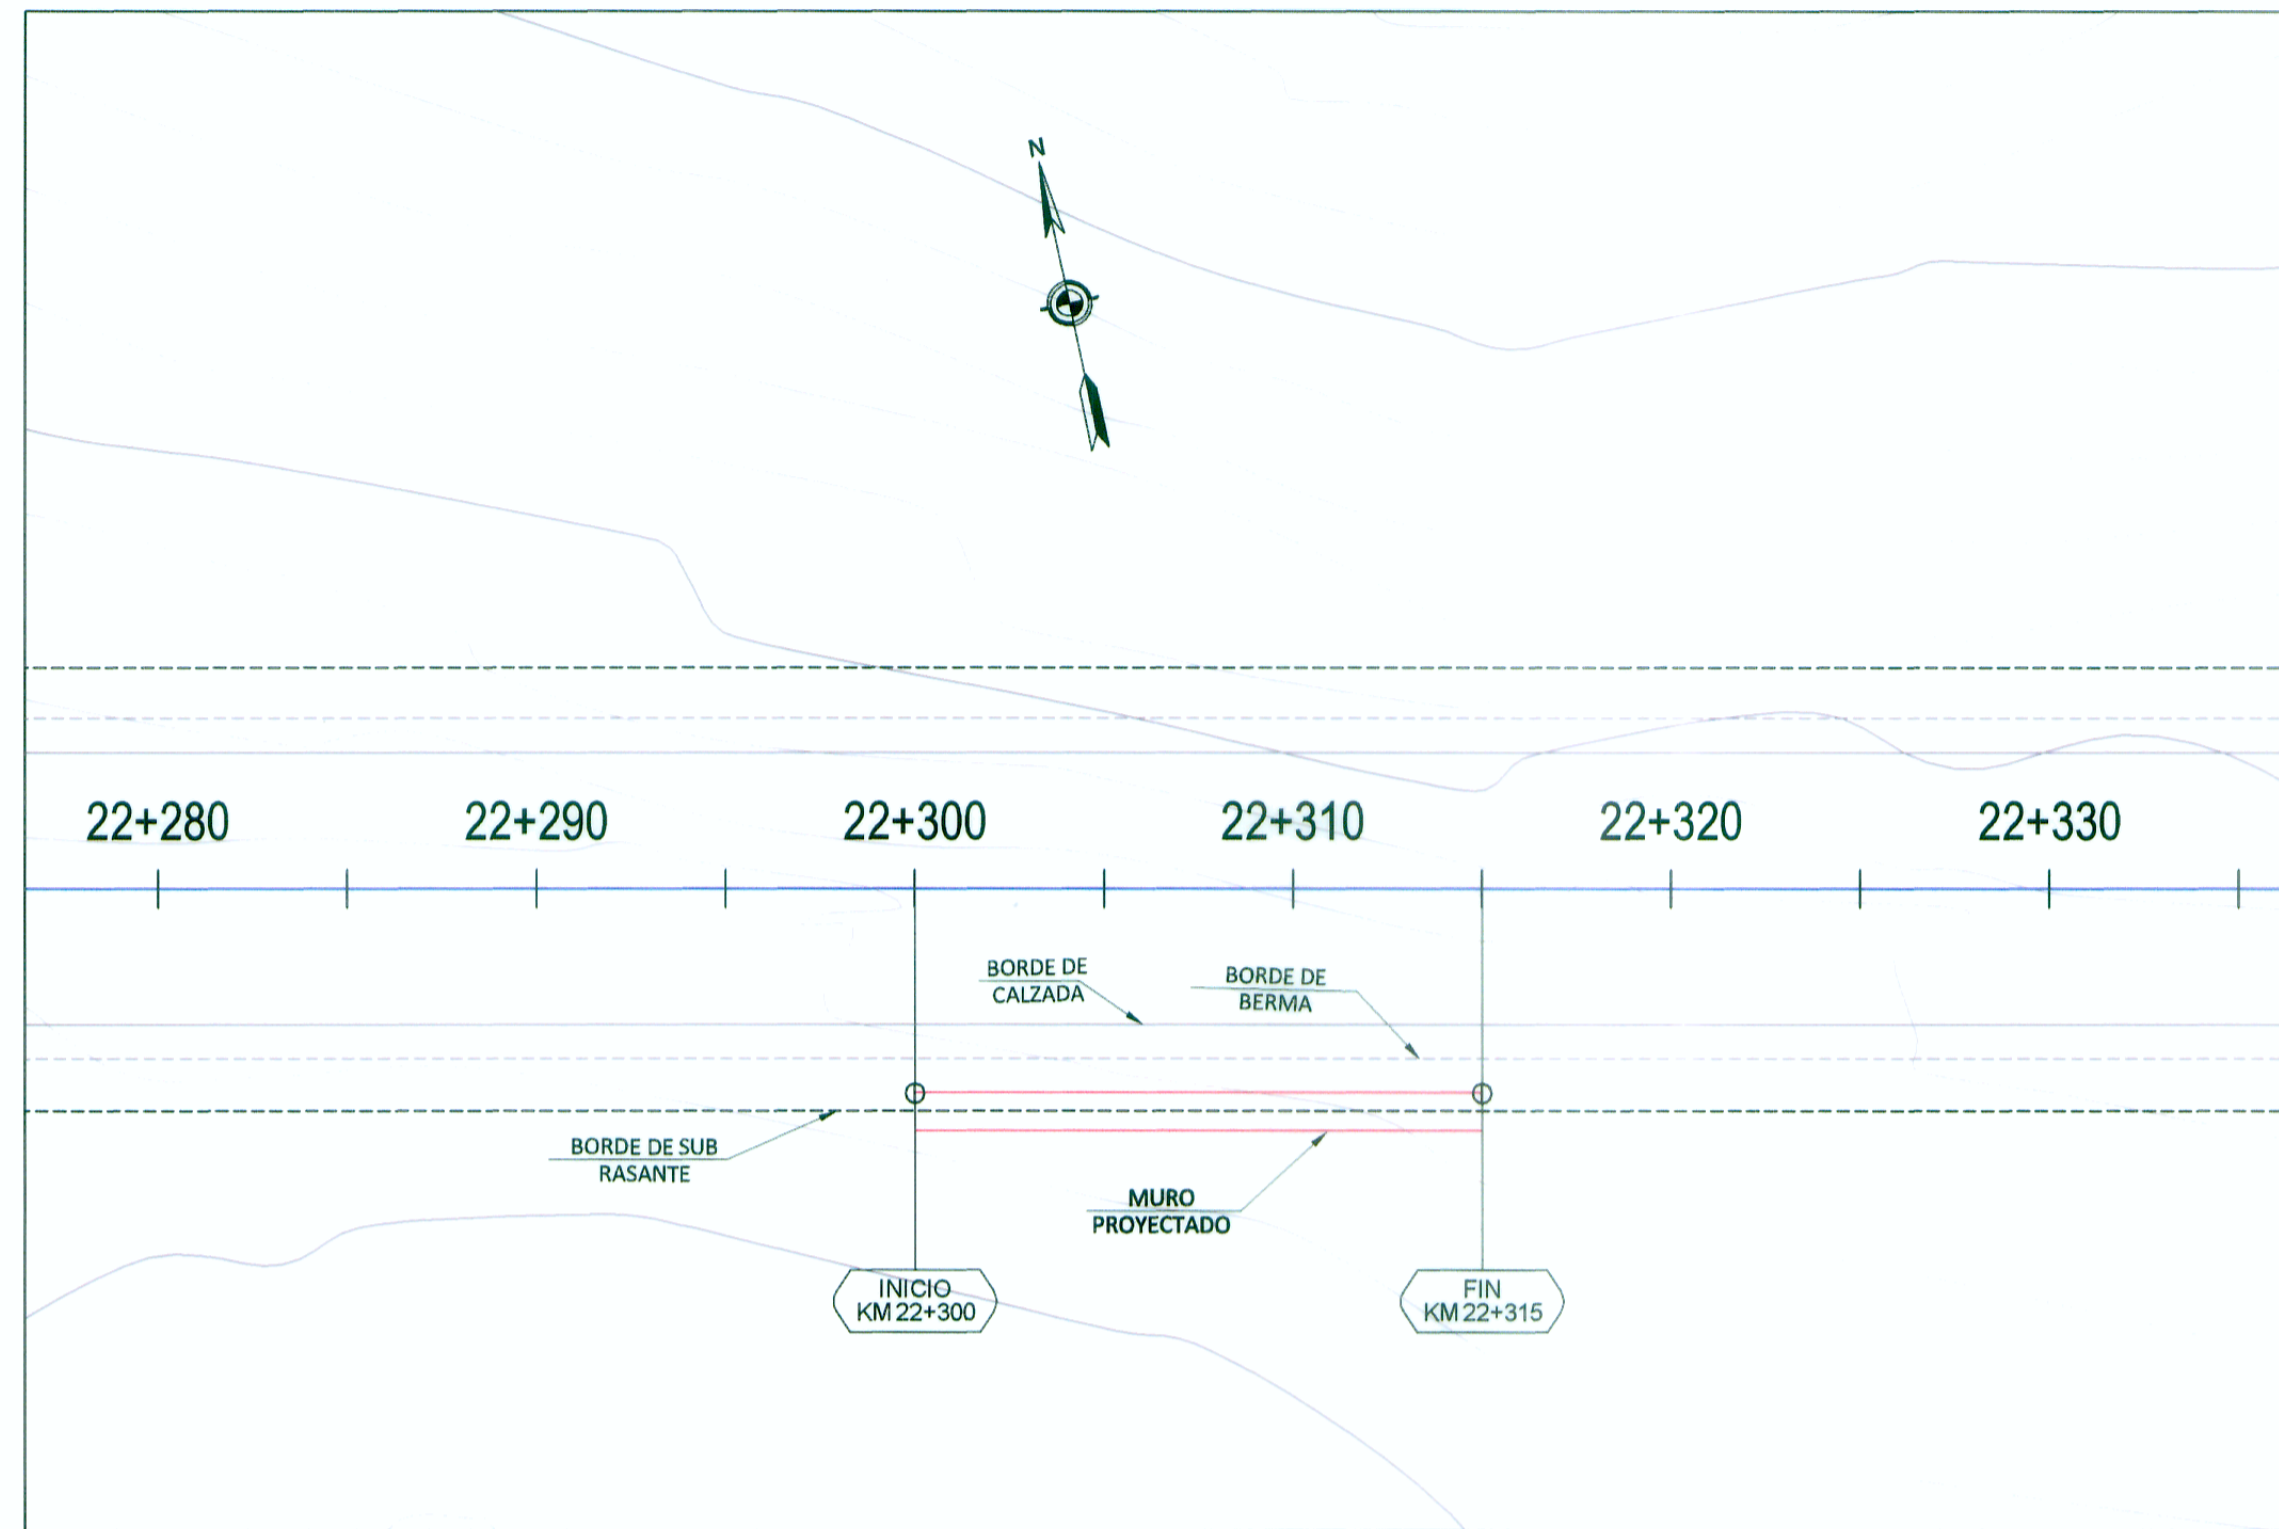 N
22+280
22+290
22+300
22+310
22+320
22+330
BORDE DE
CALZADA
BORDE DE
BERMA
BORDE DE SUB
RASANTE
MURO
PROYECTADO
INICIO
KM 22+300
FIN
KM 22+315